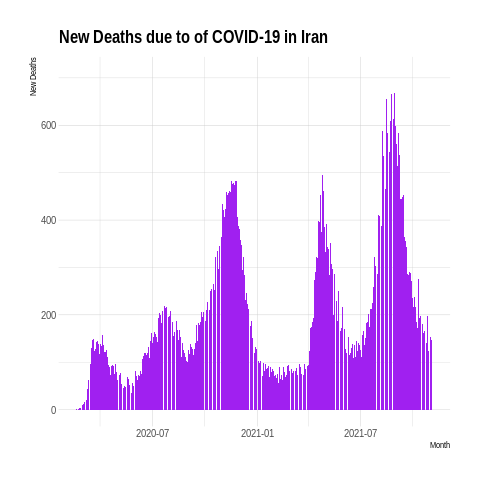 New Deaths due to of COVID-19 in Iran
New Deaths
600
400
200
0
2020-07
2021-01
2021-07
Month